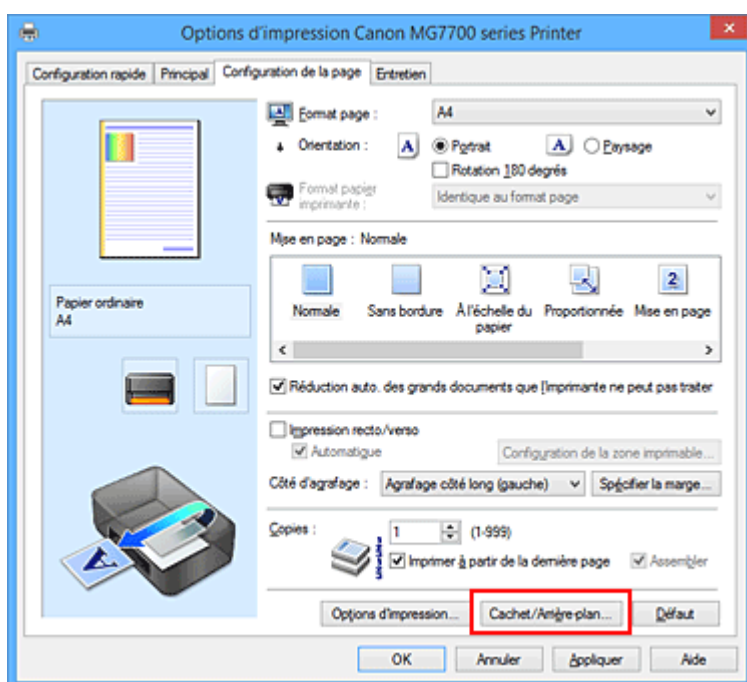 Options d'impression Canon MG7700 series Printer
Configuration rapide Principal Configuration de la page Entretien
Format page : A4
Orientation : A Portrait A Paysage
Rotation 180 degrés
Format papier
imprimante : Identique au format page
Mise en page : Normale
2
Normale Sans bordure À l'échelle du Proportionnée Mise en page
papier
Papier ordinaire
A4
Réduction auto. des grands documents que l'imprimante ne peut pas traiter
Impression recto/verso
Automatique Configuration de la zone imprimable...
Côté d'agrafage : Agrafage côté long (gauche) Spécifier la marge...
Copies : 1 (1-999)
Imprimer à partir de la dernière page Assembler
A
Options d'impression... Cachet/Arrière-plan... Défaut
OK Annuler Appliquer Aide